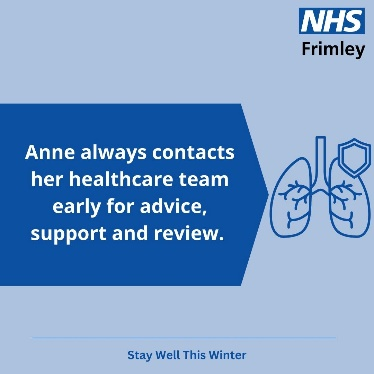 NHS
Frimley
Anne always contacts
her healthcare team
early for advice,
support and review.
Stay Well This Winter